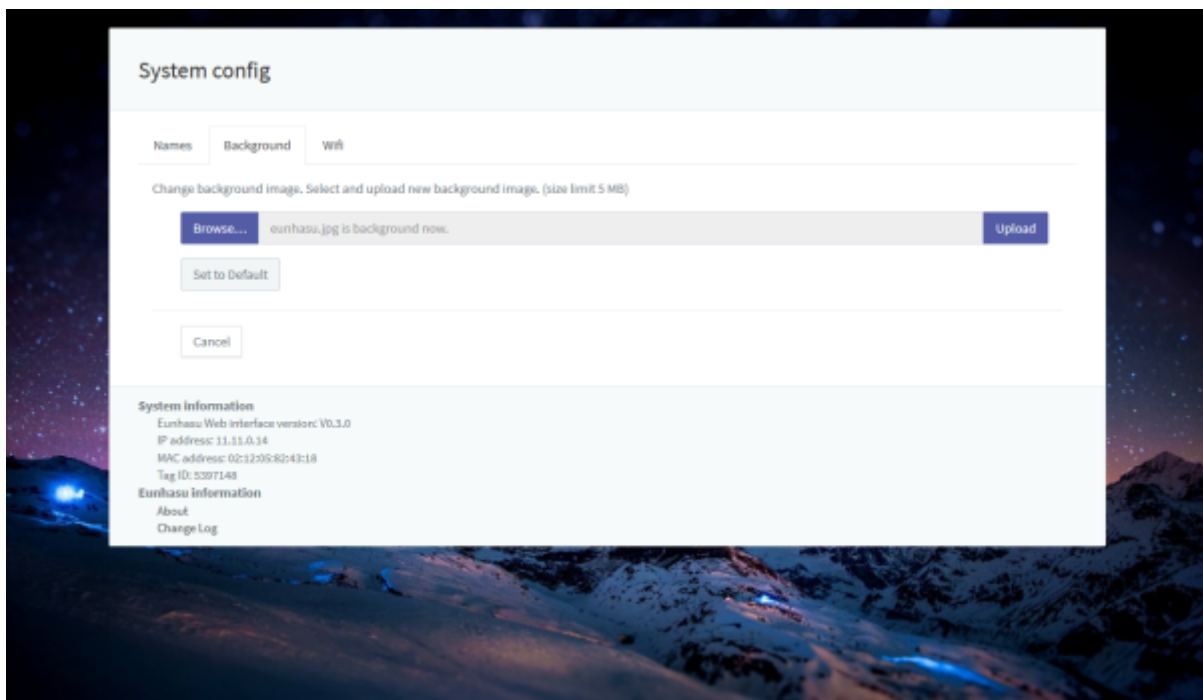 System config
Names Background Wifi
Change background image. Select and upload new background image. (size limit 5 MB)
Browse... eunhasu.jpg is background now. Upload
Set to Default
Cancel
System information
Eunhasu Web interface version: V0.3.0
IP address: 11.11.0.14
MAC address: 02:12:05:82:43:18
Tag ID: 5397148
Eunhasu information
About
Change Log